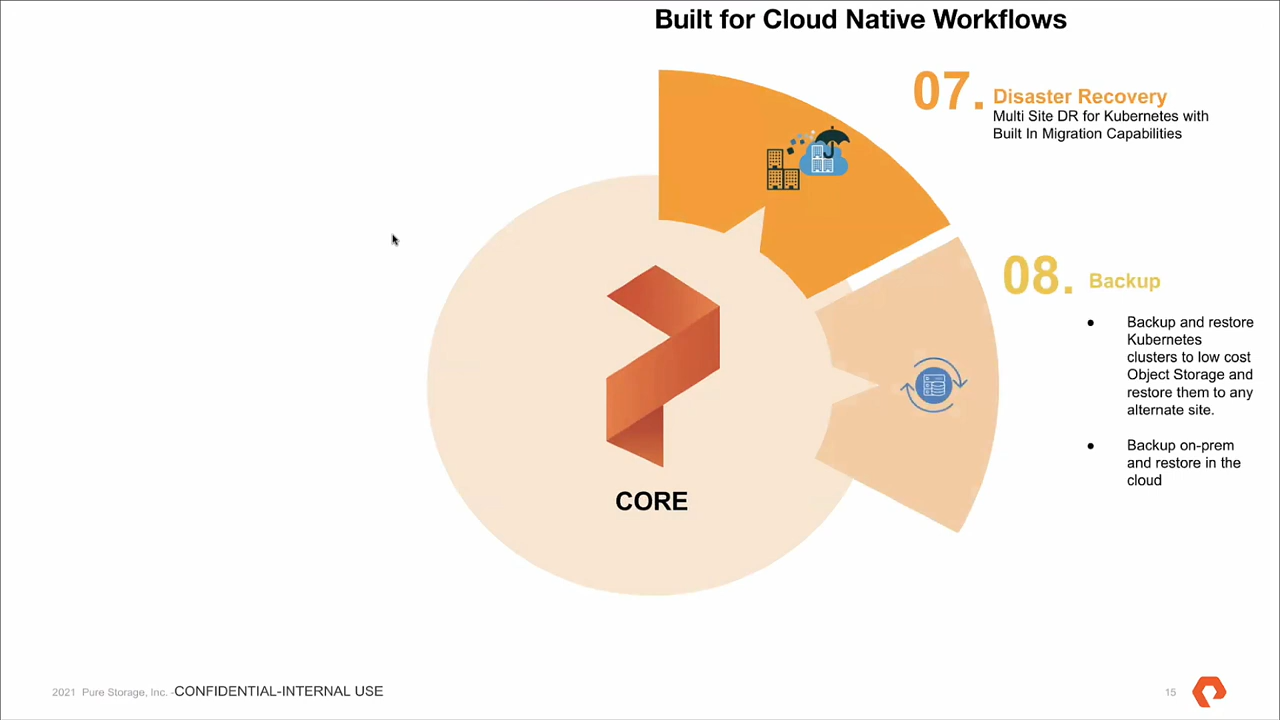 Built for Cloud Native Workflows
07.
Disaster Recovery
Multi Site DR for Kubernetes with
Built In Migration Capabilities
08.
Backup
● Backup and restore
Kubernetes
clusters to low cost
Object Storage and
restore them to any
alternate site.
● Backup on-prem
and restore in the
cloud
CORE
2021 Pure Storage, Inc. -CONFIDENTIAL-INTERNAL USE
15